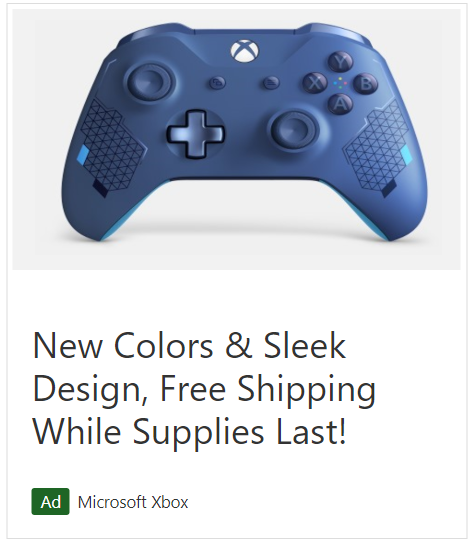 Y
X B
A
New Colors & Sleek
Design, Free Shipping
While Supplies Last!
Ad Microsoft Xbox